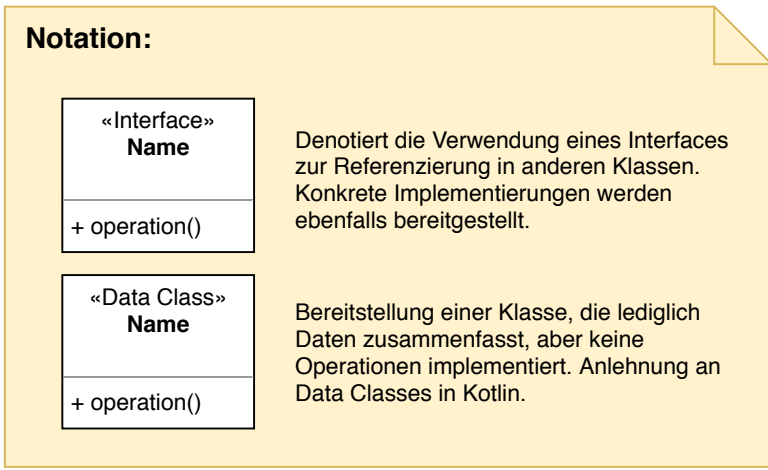 Notation:
«Interface»
Name
+ operation()
Denotiert die Verwendung eines Interfaces
zur Referenzierung in anderen Klassen.
Konkrete Implementierungen werden
ebenfalls bereitgestellt.
«Data Class»
Name
+ operation()
Bereitstellung einer Klasse, die lediglich
Daten zusammenfasst, aber keine
Operationen implementiert. Anlehnung an
Data Classes in Kotlin.